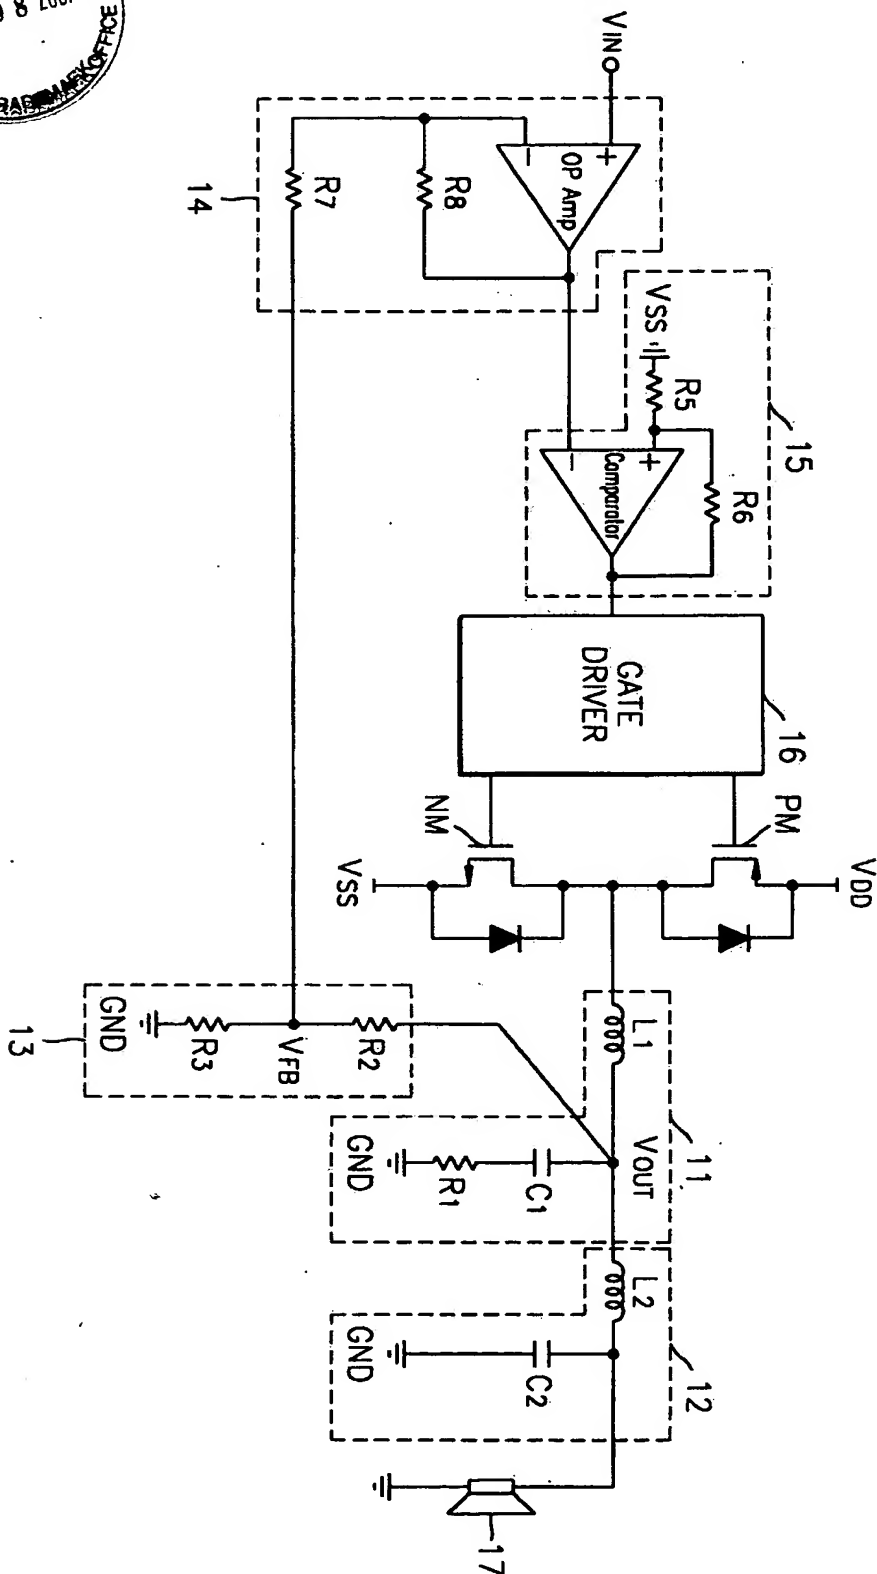 VIN
14
R7
R8
OP Amp
+
−
VSS
R5
R6
15
Comparator
+
−
GATE
DRIVER
16
NM
PM
VDD
VSS
GND
13
R3
VFB
R2
L1
VOUT
11
GND
R1
C1
L2
12
GND
C2
17
OFFICE